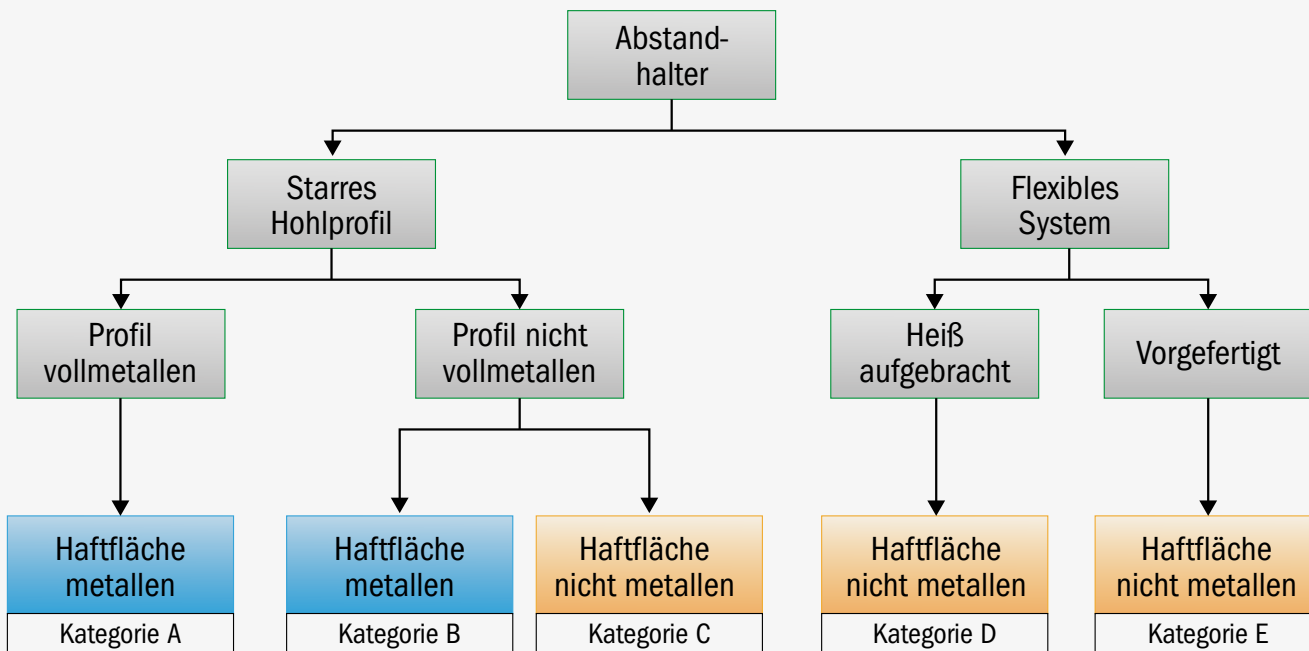 Abstand-
halter
Starres
Hohlprofil
Flexibles
System
Profil
vollmetallen
Profil nicht
vollmetallen
Heiß
aufgebracht
Vorgefertigt
Haftfläche
metallen
Haftfläche
metallen
Haftfläche
nicht metallen
Haftfläche
nicht metallen
Haftfläche
nicht metallen
Kategorie A
Kategorie B
Kategorie C
Kategorie D
Kategorie E